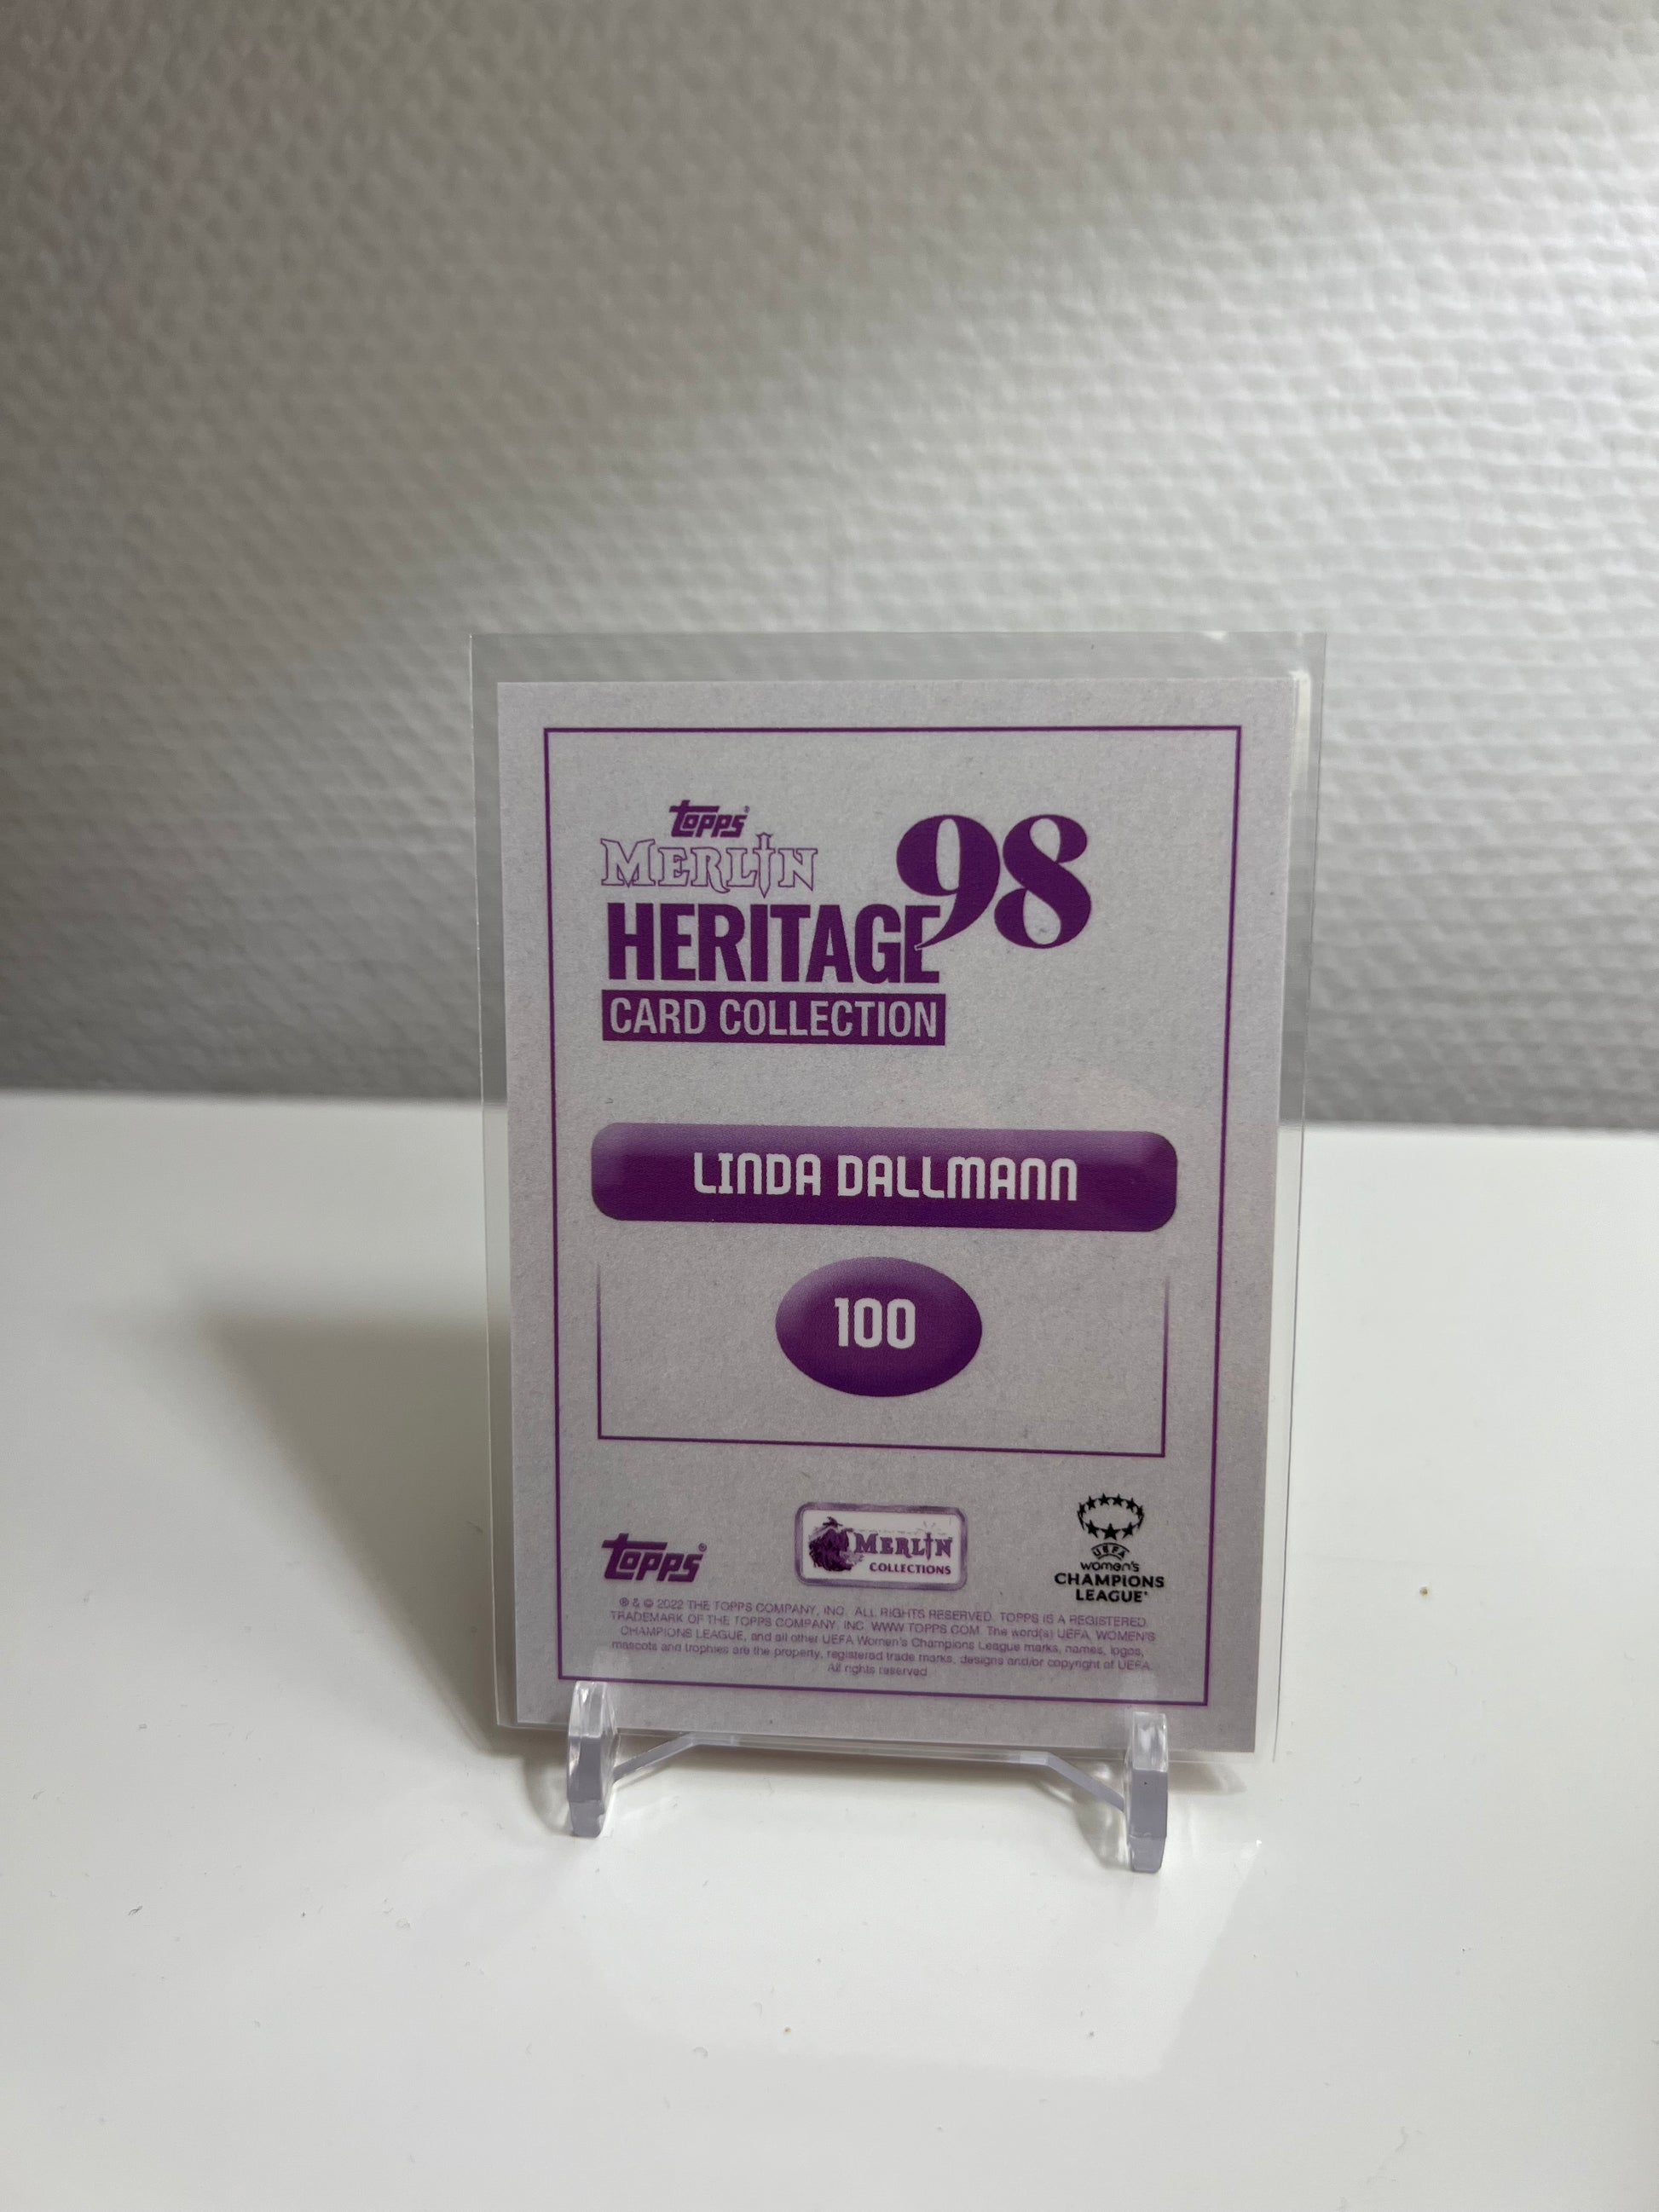 Topps
MERLIN
HERITAGE 98
CARD COLLECTION
LINDA DALLMANN
100
Topps®
MERLIN
COLLECTIONS
UEFA
WOMEN'S
CHAMPIONS
LEAGUE
® & © 2022 THE TOPPS COMPANY, INC. ALL RIGHTS RESERVED. TOPPS IS A REGISTERED
TRADEMARK OF THE TOPPS COMPANY, INC. WWW.TOPPS.COM. The word(s) UEFA, WOMEN'S
CHAMPIONS LEAGUE, and all other UEFA Women's Champions League marks, names, logos,
mascots and trophies are the property, registered trade marks, designs and/or copyright of UEFA.
All rights reserved